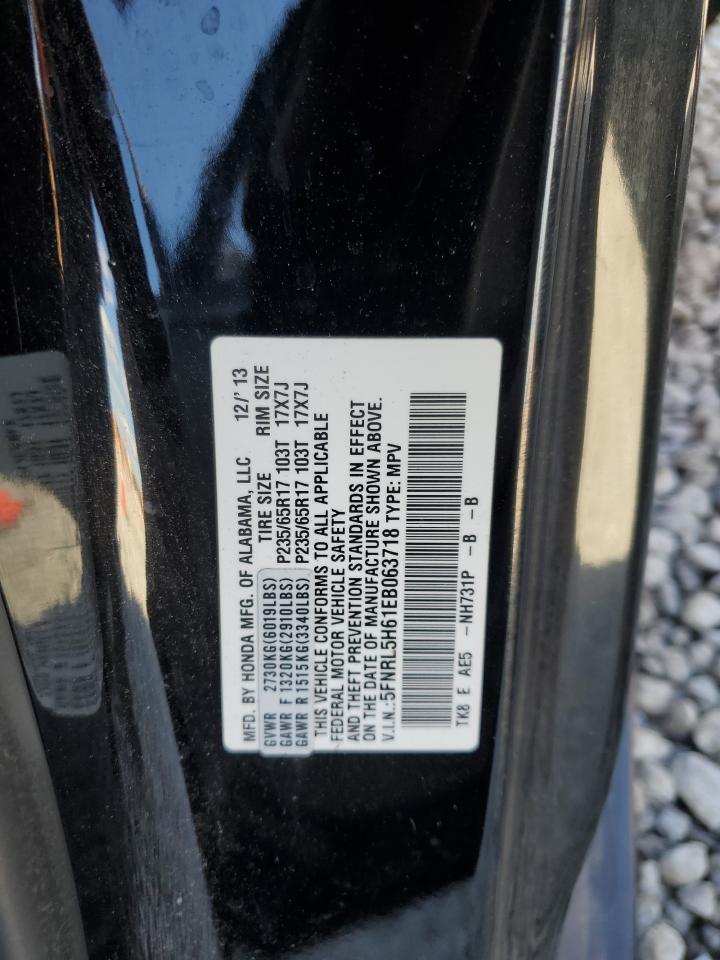 MFD. BY HONDA MFG. OF ALABAMA, LLC 12/' 13
TIRE SIZE RIM SIZE
GVWR 2730KG(6019LBS)
GAWR F 1320KG(2910LBS) P235/65R17 103T 17X7J
GAWR R 1515KG(3340LBS) P235/65R17 103T 17X7J
THIS VEHICLE CONFORMS TO ALL APPLICABLE
FEDERAL MOTOR VEHICLE SAFETY
AND THEFT PREVENTION STANDARDS IN EFFECT
ON THE DATE OF MANUFACTURE SHOWN ABOVE.
V.I.N.:5FNRL5H61EB063718 TYPE: MPV
TK8 E AE5 -NH731P -B -B